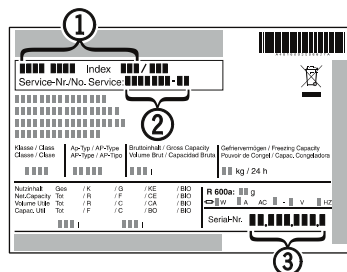 1
Index /
Service-Nr./No. Service: -
2
Klasse / Class
Classe / Clase
Ap-Typ / AP-Type
AP-Type / AP-Tipo
Bruttoinhalt / Gross Capacity
Volume Brut / Capacidad Bruta
Gefriervermögen / Freezing Capacity
Pouvoir de Congel / Capac, Congeladora
l
kg / 24 h
Nutzinhalt Ges / K / G / KE / BIO
Net.Capacity Tot / R / F / CE / BIO
Volume Utile Tot / R / C / CA / BIO
Capac, Util Tot / F / C / BO / BIO
l l
R 600a: g
W A AC - V HZ
Serial-Nr.
3